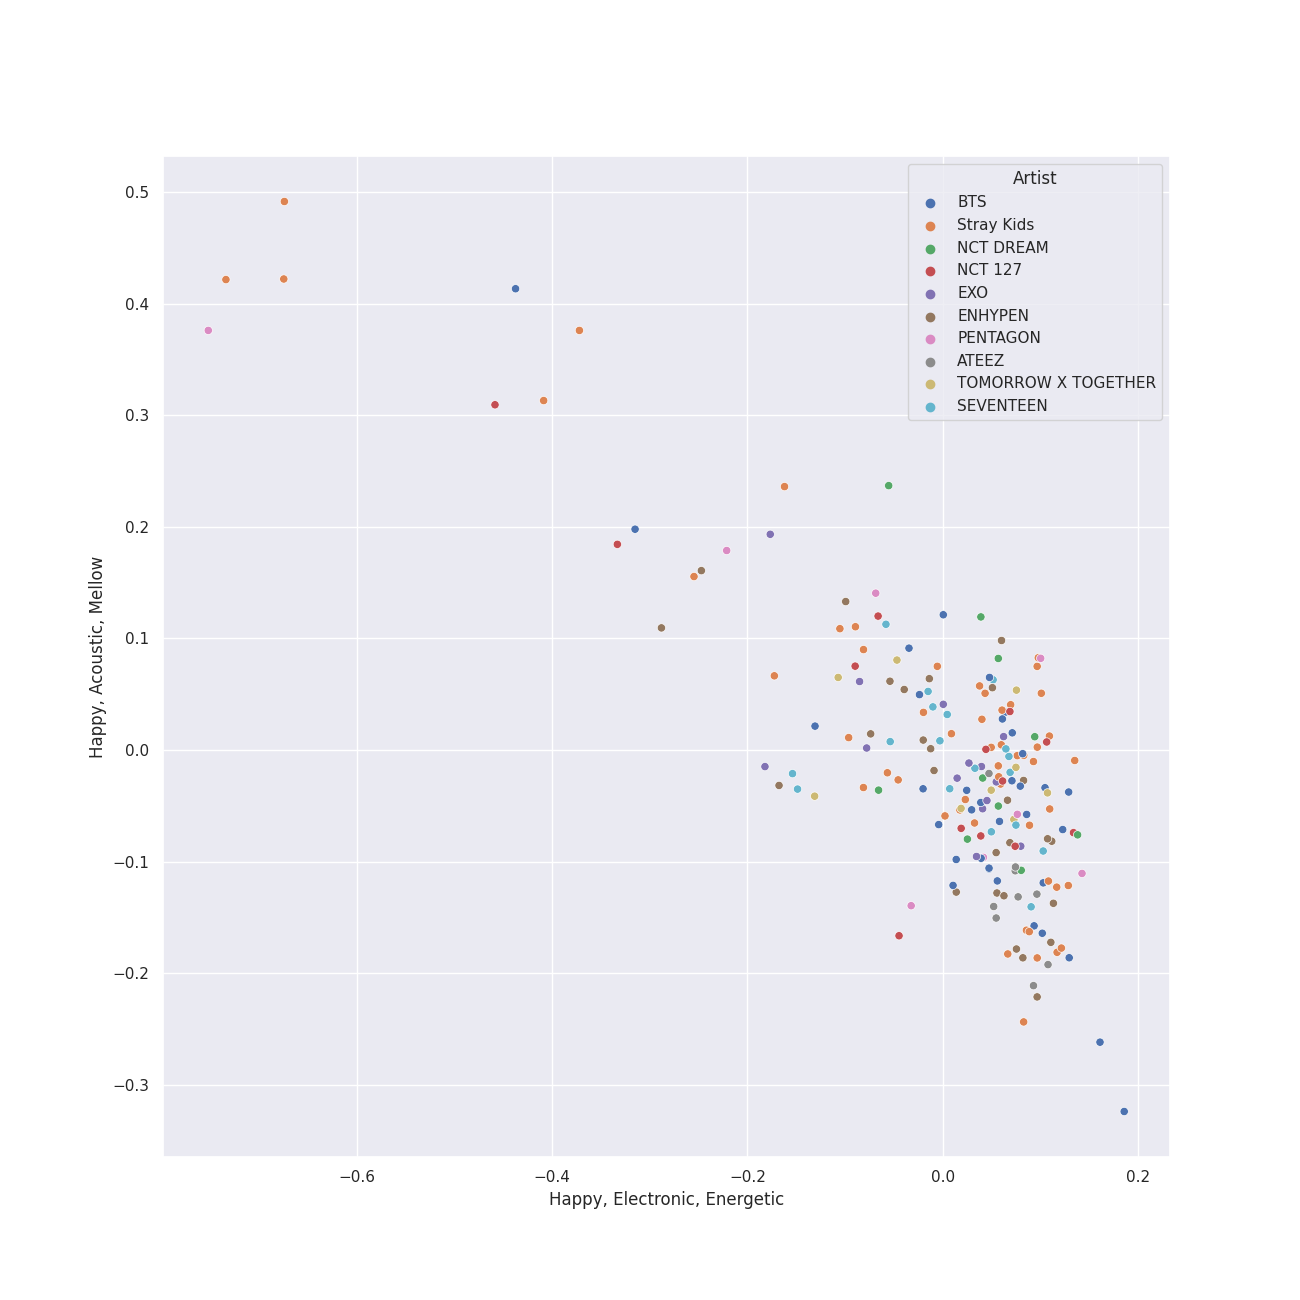 Artist
BTS
Stray Kids
NCT DREAM
NCT 127
EXO
ENHYPEN
PENTAGON
ATEEZ
TOMORROW X TOGETHER
SEVENTEEN
0.5
0.4
0.3
0.2
0.1
0.0
−0.1
−0.2
−0.3
Happy, Acoustic, Mellow
−0.6 −0.4 −0.2 0.0 0.2
Happy, Electronic, Energetic